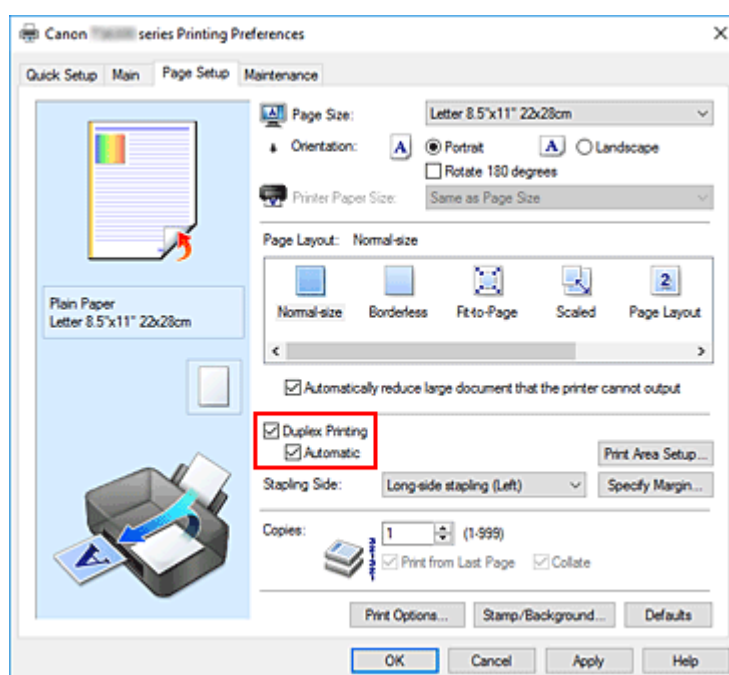 Canon series Printing Preferences
Quick Setup Main Page Setup Maintenance
Page Size: Letter 8.5"x11" 22x28cm
Orientation: A Portrait A Landscape
Rotate 180 degrees
Printer Paper Size: Same as Page Size
Page Layout: Normal-size
2
Normal-size Borderless Fit-to-Page Scaled Page Layout
Plain Paper
Letter 8.5"x11" 22x28cm
Automatically reduce large document that the printer cannot output
Duplex Printing
Automatic
Print Area Setup...
Stapling Side: Long-side stapling (Left) Specify Margin...
Copies: 1 (1-999)
Print from Last Page Collate
A
Print Options... Stamp/Background... Defaults
OK Cancel Apply Help